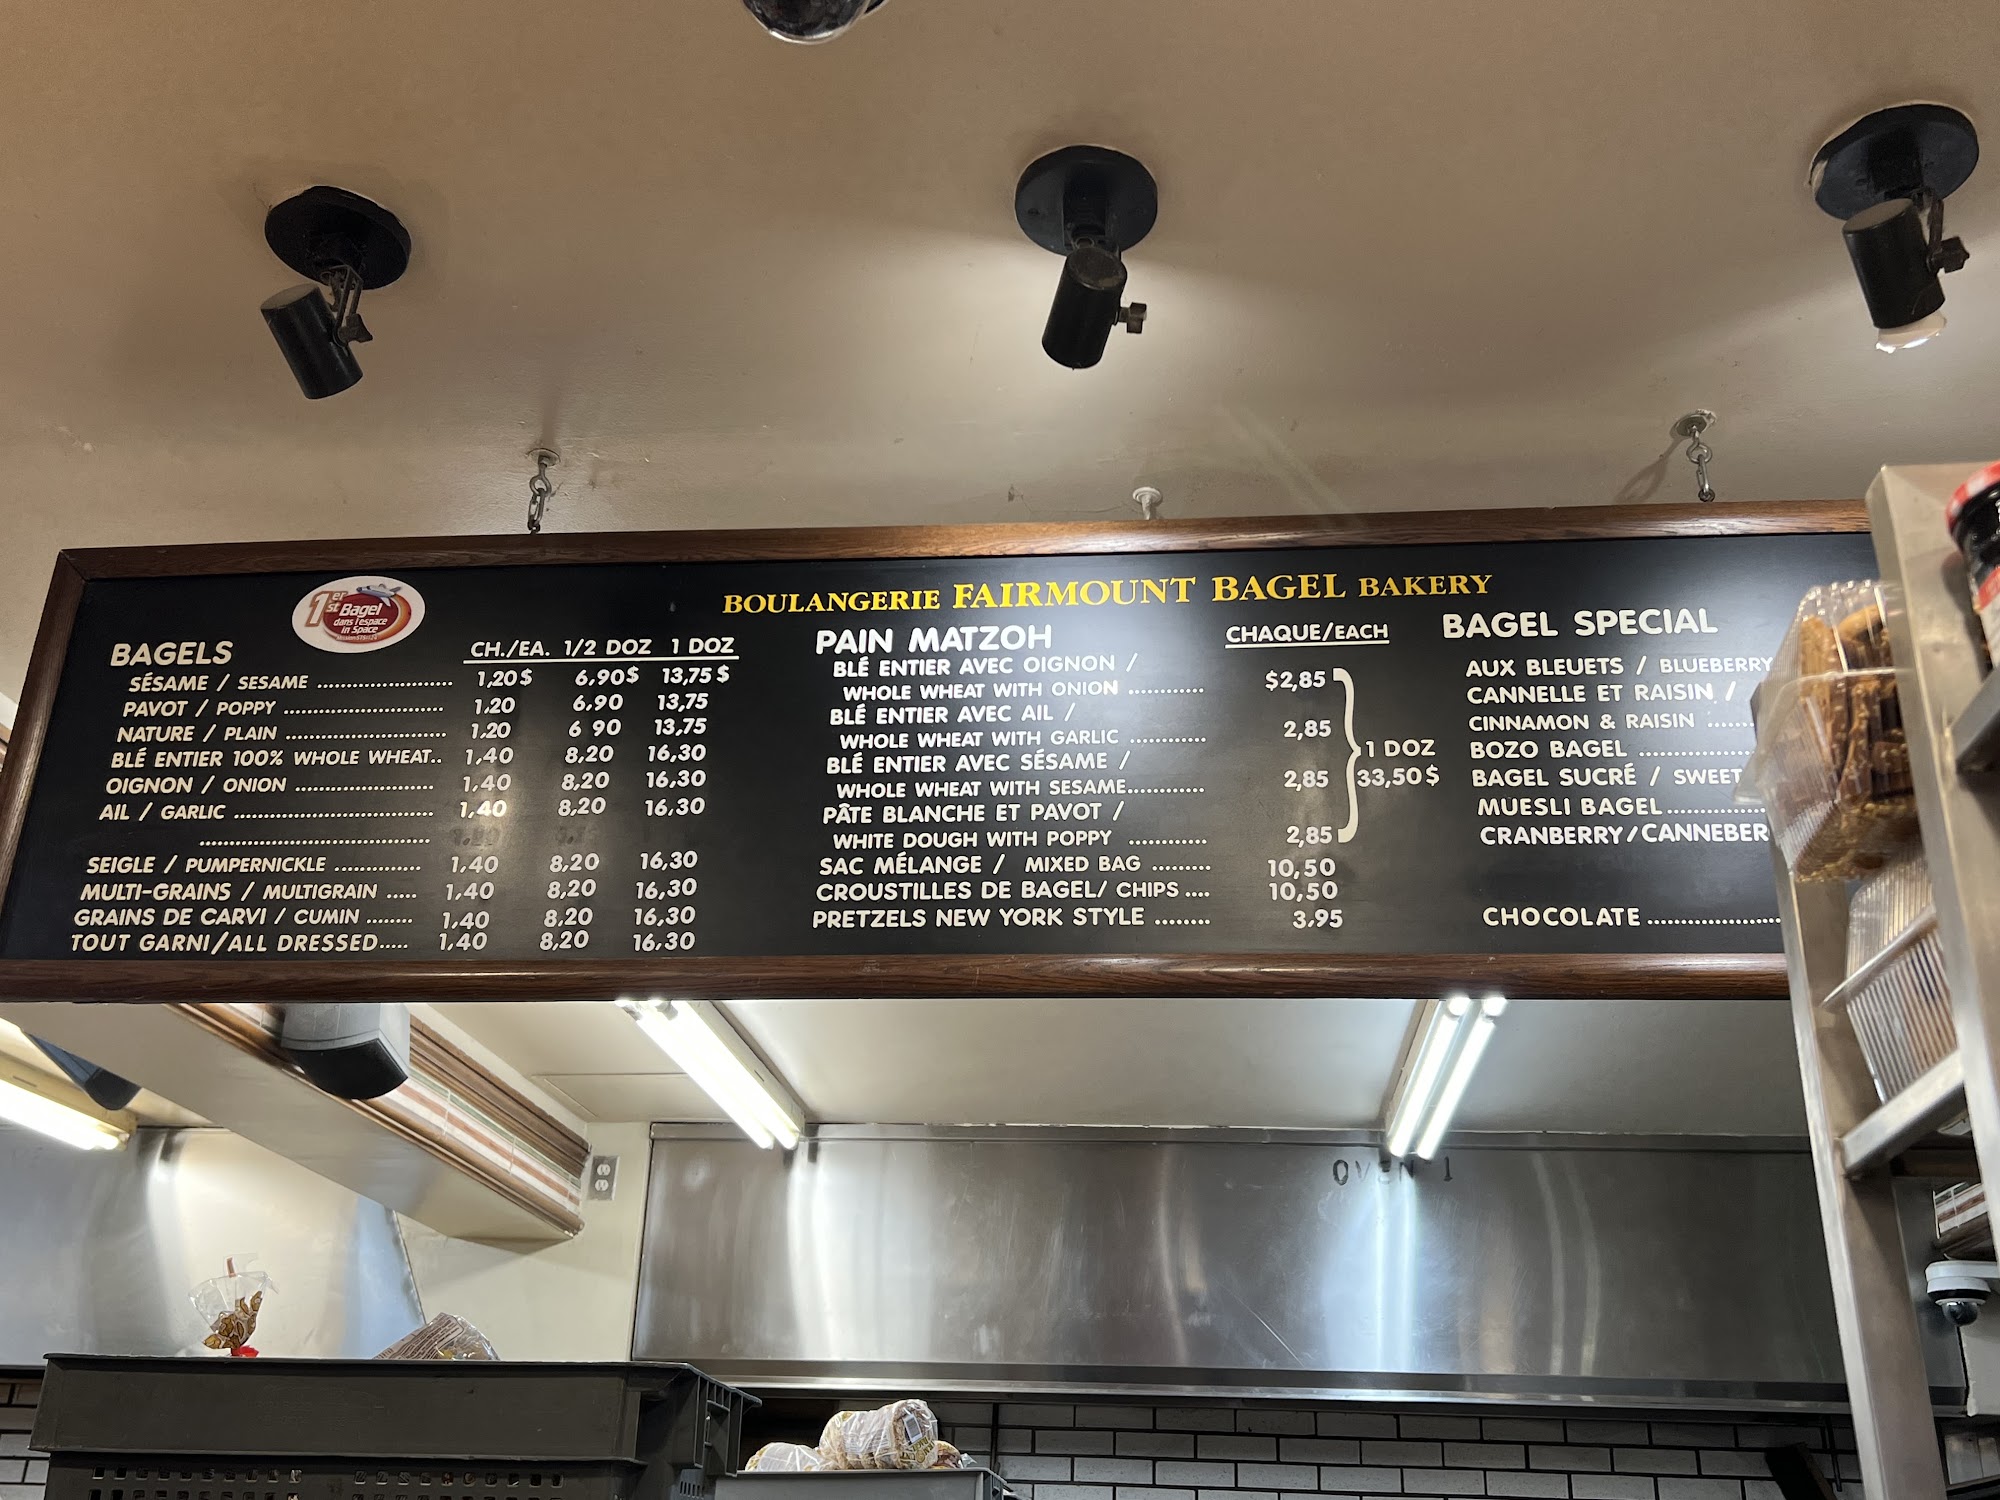 1er
1st Bagel
dans l'espace
in Space
BOULANGERIE FAIRMOUNT BAGEL BAKERY
BAGELS CH./EA. 1/2 DOZ 1 DOZ
SÉSAME / SESAME ....................... 1,20$ 6,90$ 13,75$
PAVOT / POPPY ........................... 1.20 6,90 13,75
NATURE / PLAIN ........................... 1.20 6 90 13,75
BLÉ ENTIER 100% WHOLE WHEAT.. 1,40 8,20 16,30
OIGNON / ONION ........................ 1,40 8,20 16,30
AIL / GARLIC .................................. 1,40 8,20 16,30
SEIGLE / PUMPERNICKLE ............... 1,40 8,20 16,30
MULTI-GRAINS / MULTIGRAIN ..... 1,40 8,20 16,30
GRAINS DE CARVI / CUMIN ........ 1,40 8,20 16,30
TOUT GARNI/ALL DRESSED..... 1,40 8,20 16,30
PAIN MATZOH CHAQUE/EACH
BLÉ ENTIER AVEC OIGNON /
WHOLE WHEAT WITH ONION ............. $2,85
BLÉ ENTIER AVEC AIL /
WHOLE WHEAT WITH GARLIC ............. 2,85
BLÉ ENTIER AVEC SÉSAME /
WHOLE WHEAT WITH SESAME............. 2,85
PÂTE BLANCHE ET PAVOT /
WHITE DOUGH WITH POPPY ............. 2,85
1 DOZ
33,50$
SAC MÉLANGE / MIXED BAG .......... 10,50
CROUSTILLES DE BAGEL/ CHIPS .... 10,50
PRETZELS NEW YORK STYLE ......... 3.95
BAGEL SPECIAL
AUX BLEUETS / BLUEBERRY
CANNELLE ET RAISIN /
CINNAMON & RAISIN .......
BOZO BAGEL .................
BAGEL SUCRÉ / SWEET
MUESLI BAGEL..............
CRANBERRY/CANNEBER
CHOCOLATE ...................
OVEN 1